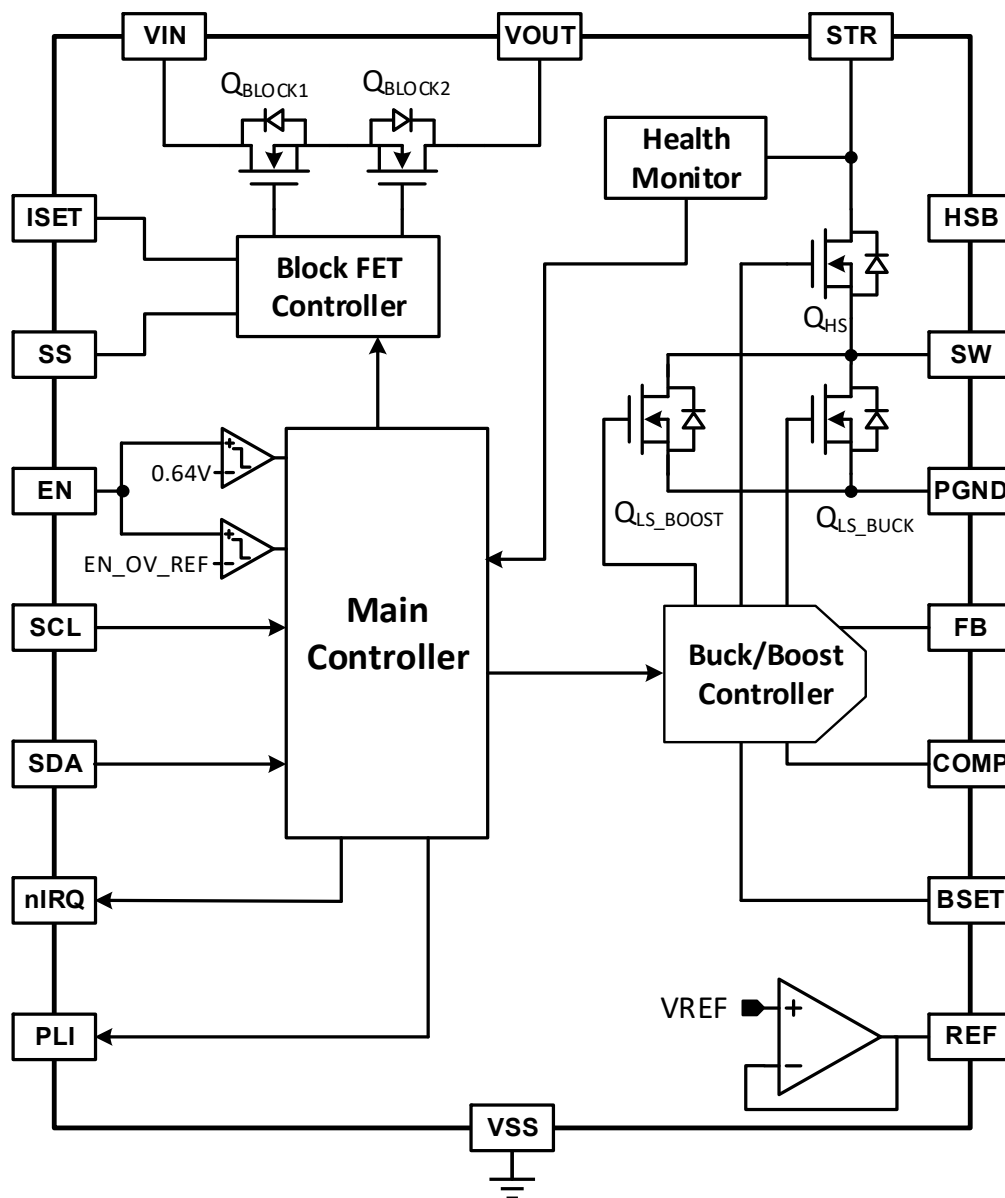 VIN
VOUT
STR
QBLOCK1
QBLOCK2
Health
Monitor
ISET
HSB
Block FET
Controller
QHS
SS
SW
0.64V
EN
PGND
QLS_BOOST
QLS_BUCK
EN_OV_REF
SCL
Main
Controller
FB
Buck/Boost
Controller
SDA
COMP
nIRQ
BSET
VREF
PLI
REF
VSS